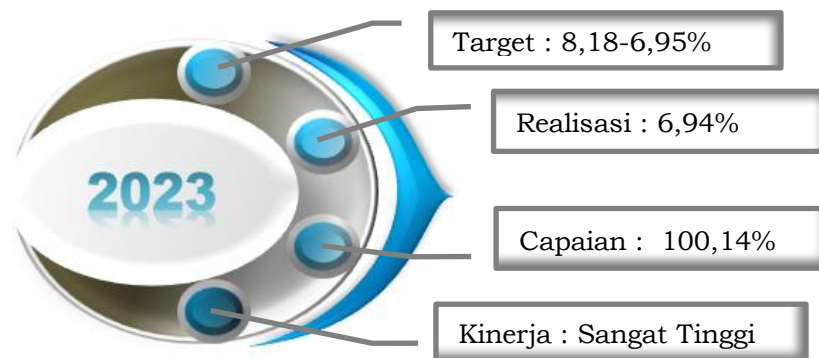 Target : 8,18-6,95%
Realisasi : 6,94%
2023
Capaian : 100,14%
Kinerja : Sangat Tinggi